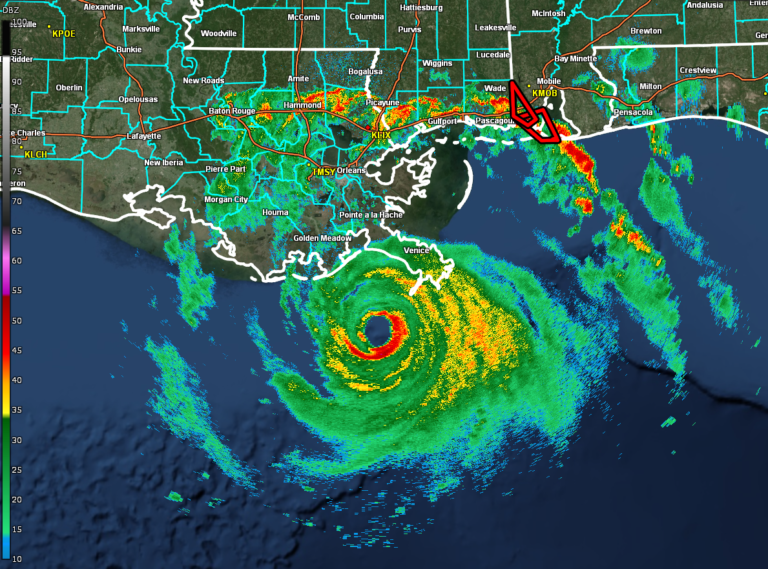 DBZ
Alexandria
McComb
Columbia
Hattiesburg
McIntosh
Andalusia
100
KPOE
Marksville
Woodville
Purvis
Leakesville
Brewton
95
Bunkie
Lucedale
Bay Minette
90
Oberlin
New Roads
Amite
Bogalusa
Wiggins
Mobile
Crestview
85
Opelousas
Baton Rouge
Hammond
Picayune
Wade
KMOB
Milton
80
Charles
Lafayette
KLIX
Gulfport
Pascagou
Pensacola
KLCH
75
New Iberia
Pierre Part
TMSY
Orleans
70
Morgan City
Houma
Pointe a la Hache
65
Golden Meadow
Venice
60
55
50
45
40
35
30
25
20
15
10